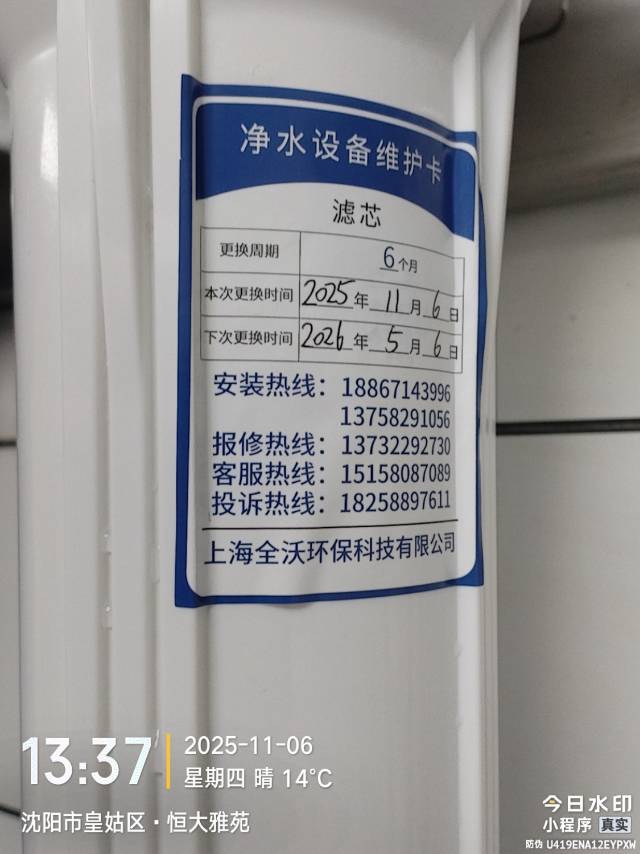 净水设备维护卡
滤芯
更换周期 6个月
本次更换时间 2025年11月6日
下次更换时间 2026年5月6日
安装热线：18867143996
13758291056
报修热线：13732292730
客服热线：15158087089
投诉热线：18258897611
上海全沃环保科技有限公司
13:37
2025-11-06
星期四 晴 14℃
沈阳市皇姑区·恒大雅苑
今日水印
小程序 真实
防伪 U419ENA12EYPXW